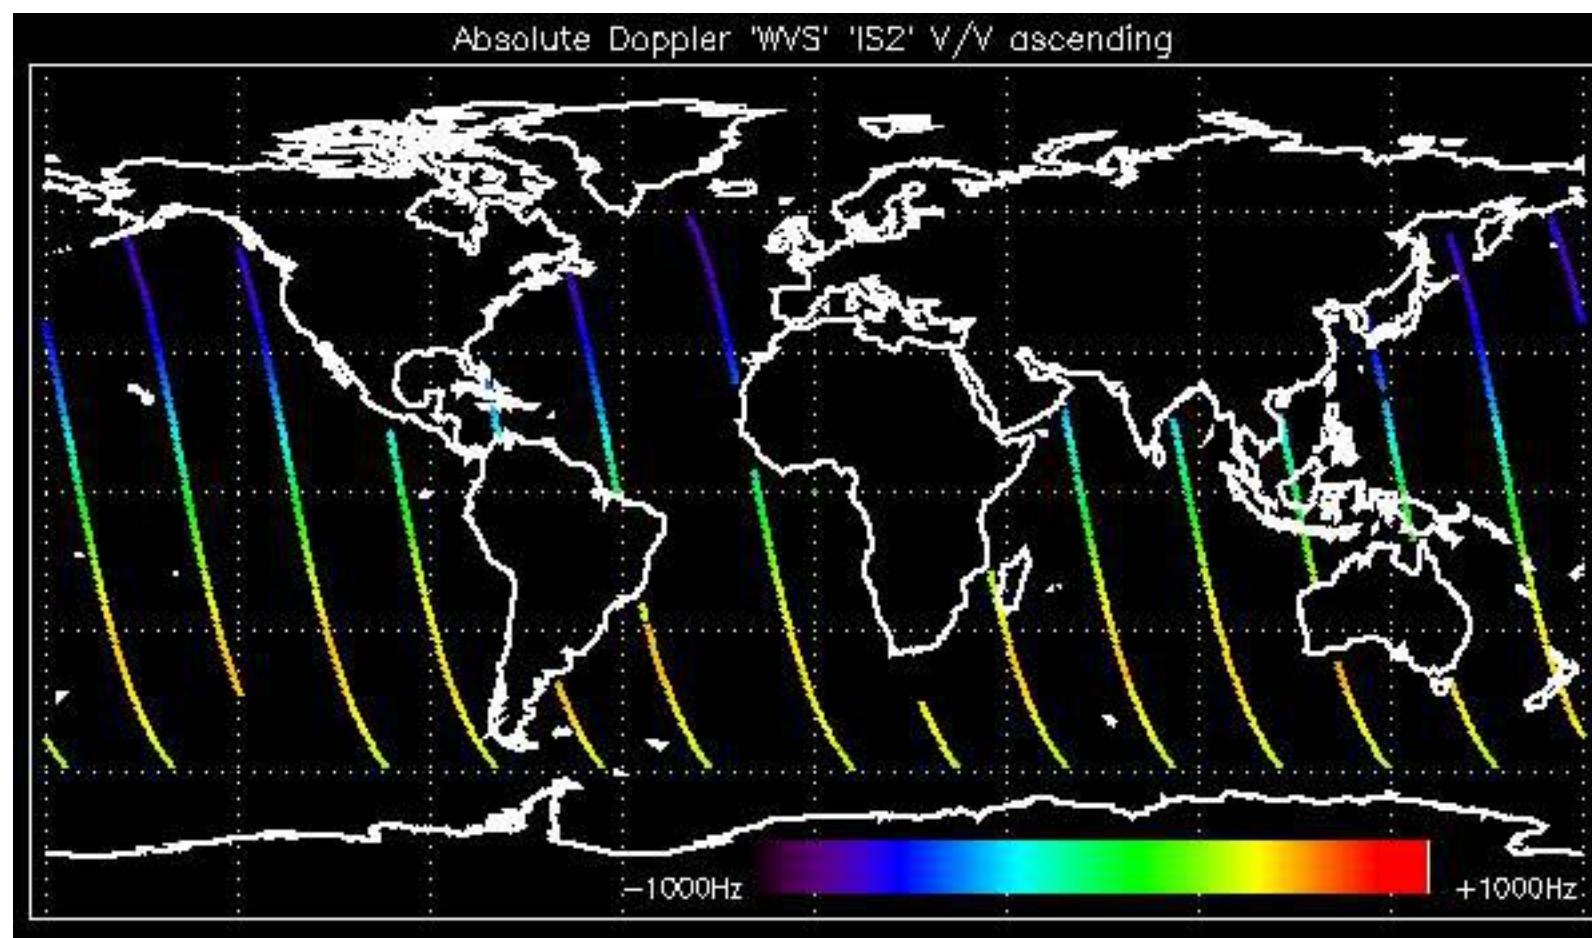 Absolute Doppler 'WVS' 'IS2' V/V ascending
-1000Hz
+1000Hz